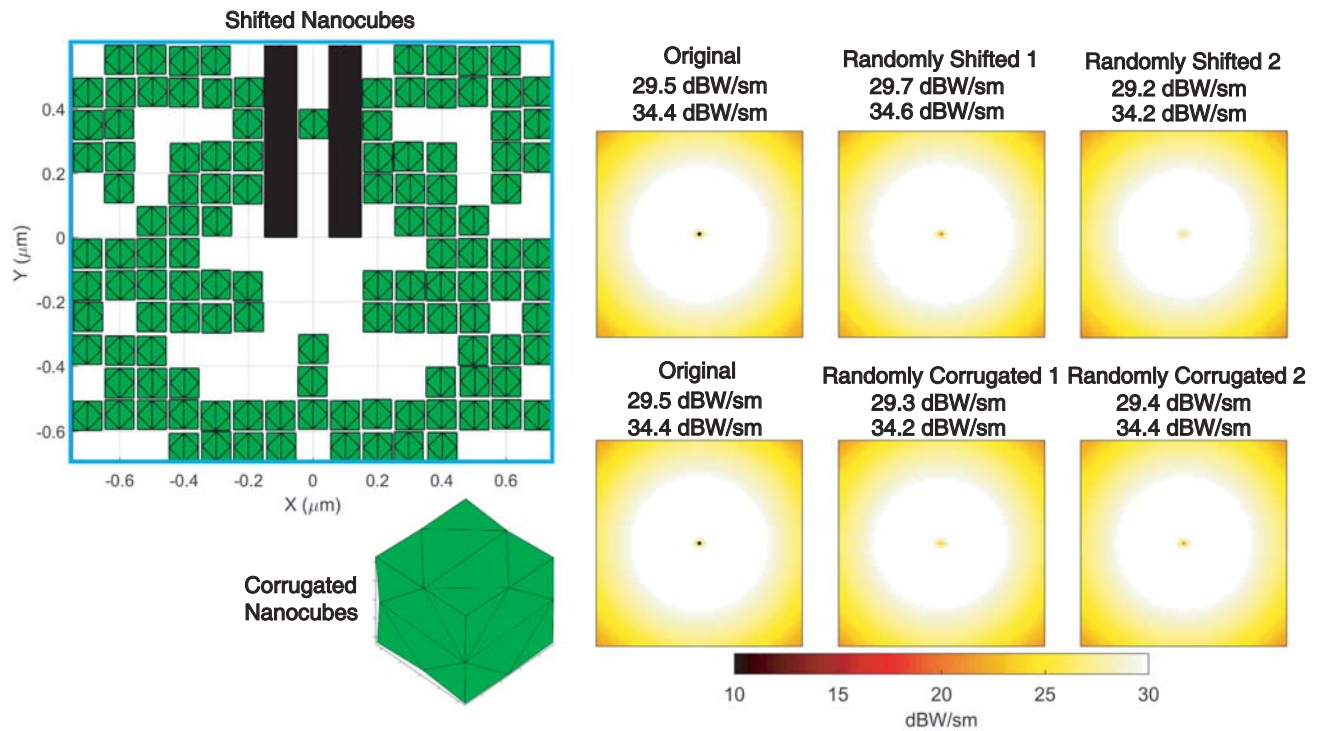 Shifted Nanocubes
0.4
0.2
0
-0.2
-0.4
-0.6
Y (μm)
-0.6 -0.4 -0.2 0 0.2 0.4 0.6
X (μm)
Corrugated
Nanocubes
Original
29.5 dBW/sm
34.4 dBW/sm
Randomly Shifted 1
29.7 dBW/sm
34.6 dBW/sm
Randomly Shifted 2
29.2 dBW/sm
34.2 dBW/sm
Original
29.5 dBW/sm
34.4 dBW/sm
Randomly Corrugated 1
29.3 dBW/sm
34.2 dBW/sm
Randomly Corrugated 2
29.4 dBW/sm
34.4 dBW/sm
10 15 20 25 30
dBW/sm